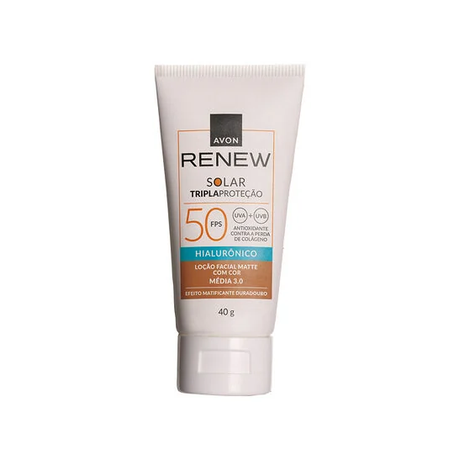 AVON
RENEW
SOLAR
TRIPLAPROTEÇÃO
50 FPS
UVA + UVB
ANTIOXIDANTE
CONTRA A PERDA
DE COLÁGENO
HIALURÔNICO
LOÇÃO FACIAL MATTE
COM COR
MÉDIA 3.0
EFEITO MATIFICANTE DURADOURO
40 g